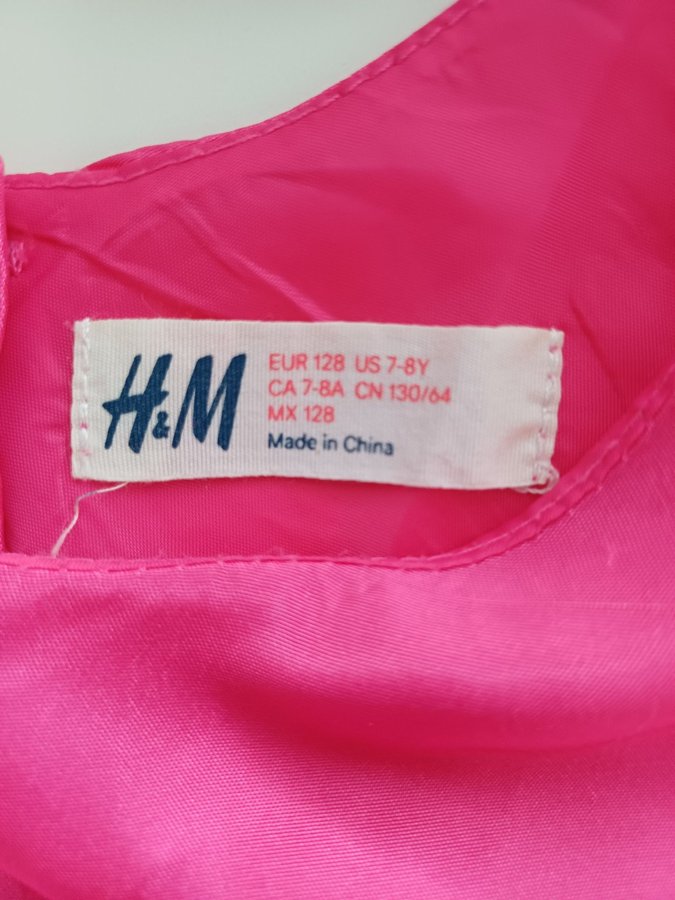 H&M
EUR 128 US 7-8Y
CA 7-8A CN 130/64
MX 128
Made in China